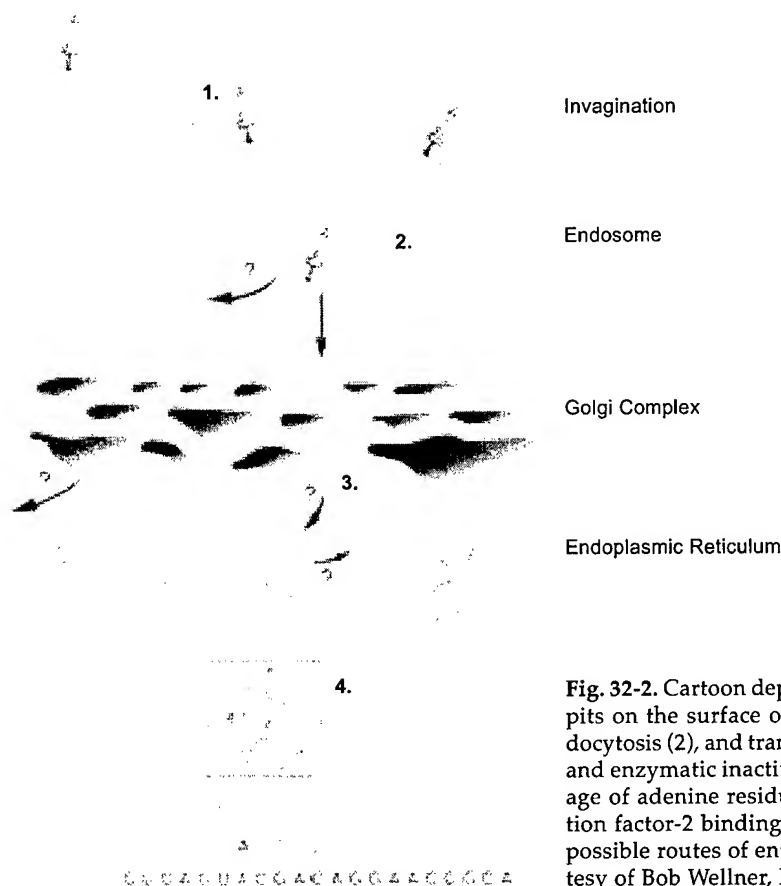 1.
Invagination
2.
Endosome
?
Golgi Complex
?
3.
?
?
Endoplasmic Reticulum
4.
Fig. 32-2. Cartoon dep
pits on the surface o
docytosis (2), and tran
and enzymatic inacti
age of adenine residu
tion factor-2 binding
possible routes of en
tesy of Bob Wellner,